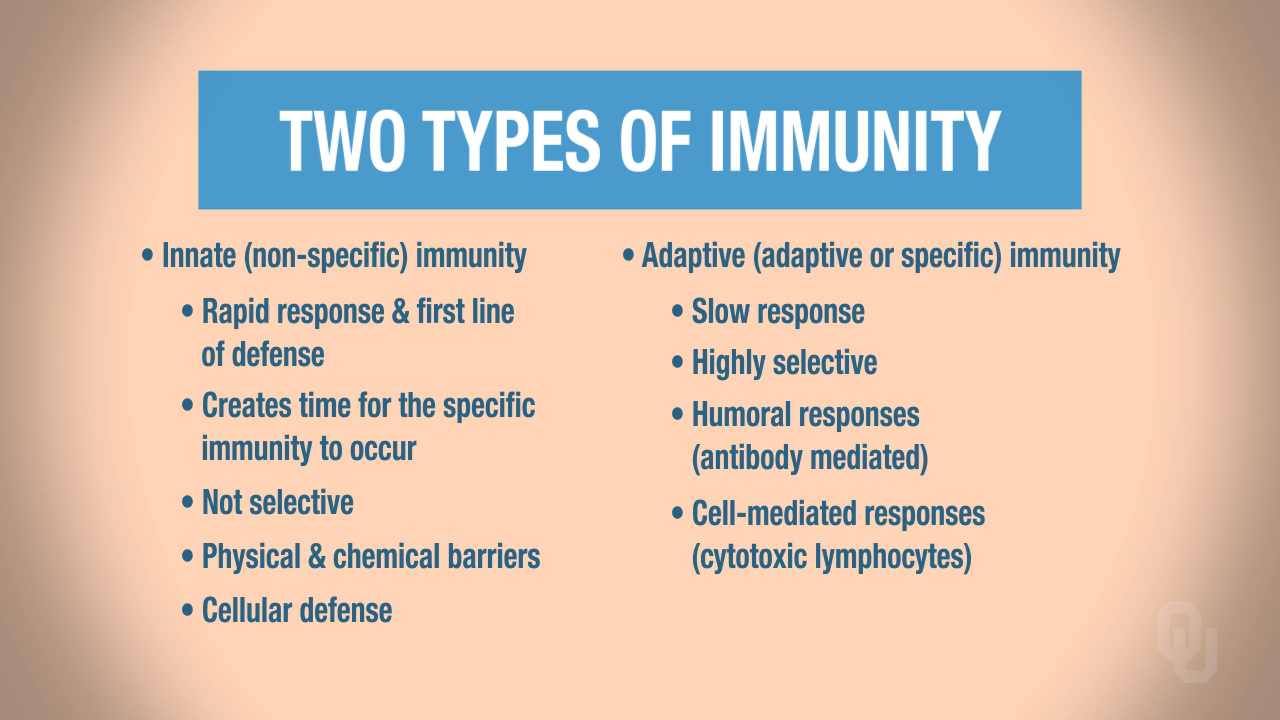 TWO TYPES OF IMMUNITY
• Innate (non-specific) immunity
• Rapid response & first line
of defense
• Creates time for the specific
immunity to occur
• Not selective
• Physical & chemical barriers
• Cellular defense
• Adaptive (adaptive or specific) immunity
• Slow response
• Highly selective
• Humoral responses
(antibody mediated)
• Cell-mediated responses
(cytotoxic lymphocytes)
OU